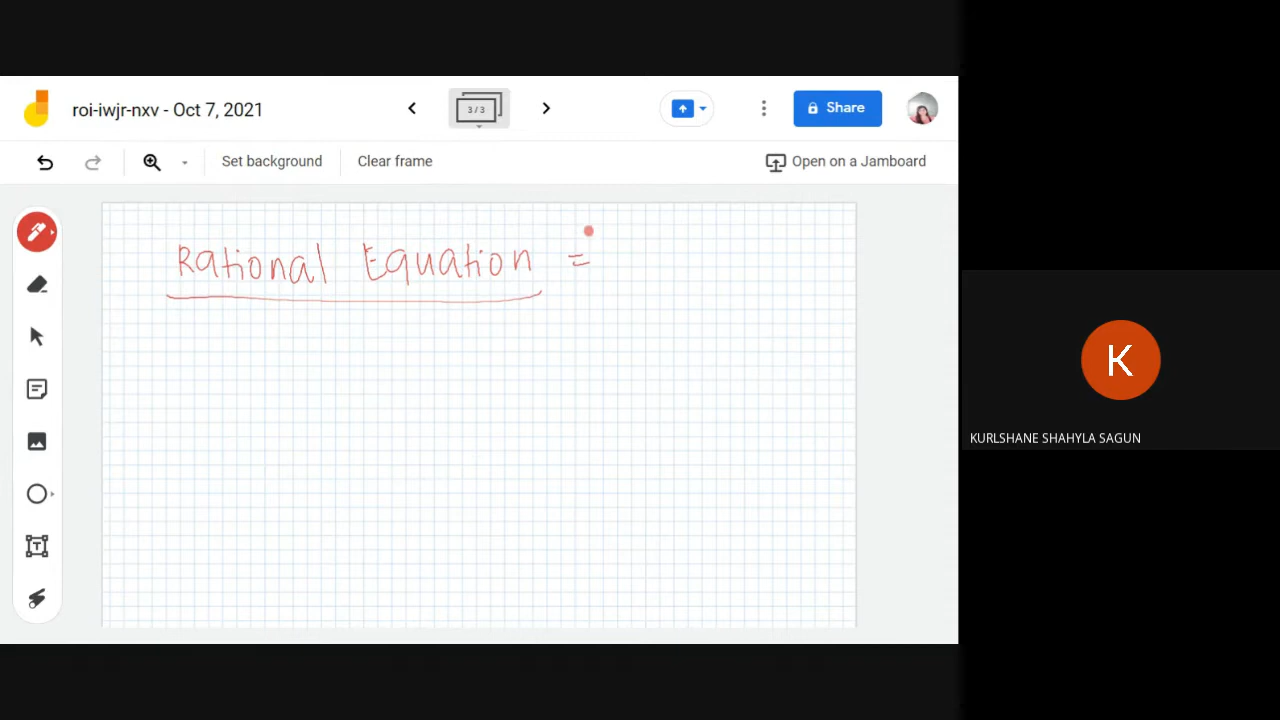 roi-iwjr-nxv - Oct 7, 2021
3 / 3
Share
Set background
Clear frame
Open on a Jamboard
Rational Equation =
T
K
KURLSHANE SHAHYLA SAGUN